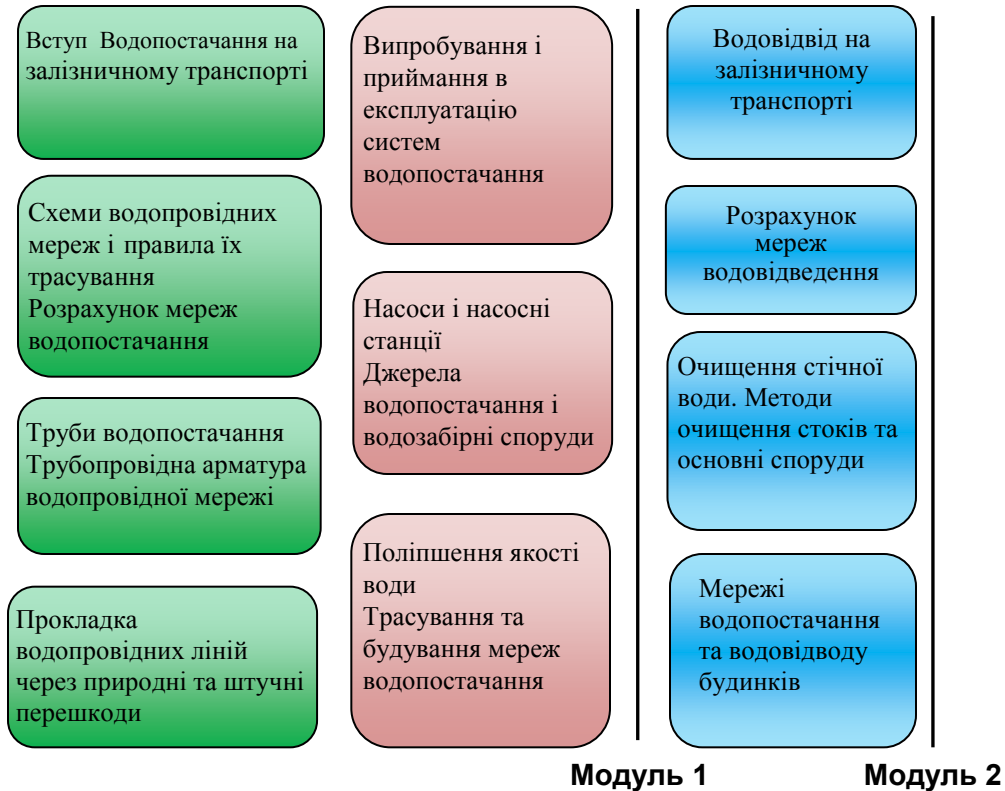 Вступ  Водопостачання на
залізничному транспорті
Схеми водопровідних
мереж і правила їх
трасування
Розрахунок мереж
водопостачання
Труби водопостачання
Трубопровідна арматура
водопровідної мережі
Прокладка
водопровідних ліній
через природні та штучні
перешкоди
Випробування і
приймання в
експлуатацію
систем
водопостачання
Насоси і насосні
станції
Джерела
водопостачання і
водозабірні споруди
Поліпшення якості
води
Трасування та
будування мереж
водопостачання
Водовідвід на
залізничному
транспорті
Розрахунок
мереж
водовідведення
Очищення стічної
води. Методи
очищення стоків та
основні споруди
Мережі
водопостачання
та водовідводу
будинків
Модуль 1
Модуль 2